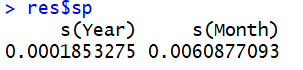 > res$sp
s(Year) s(Month)
0.0001853275 0.0060877093